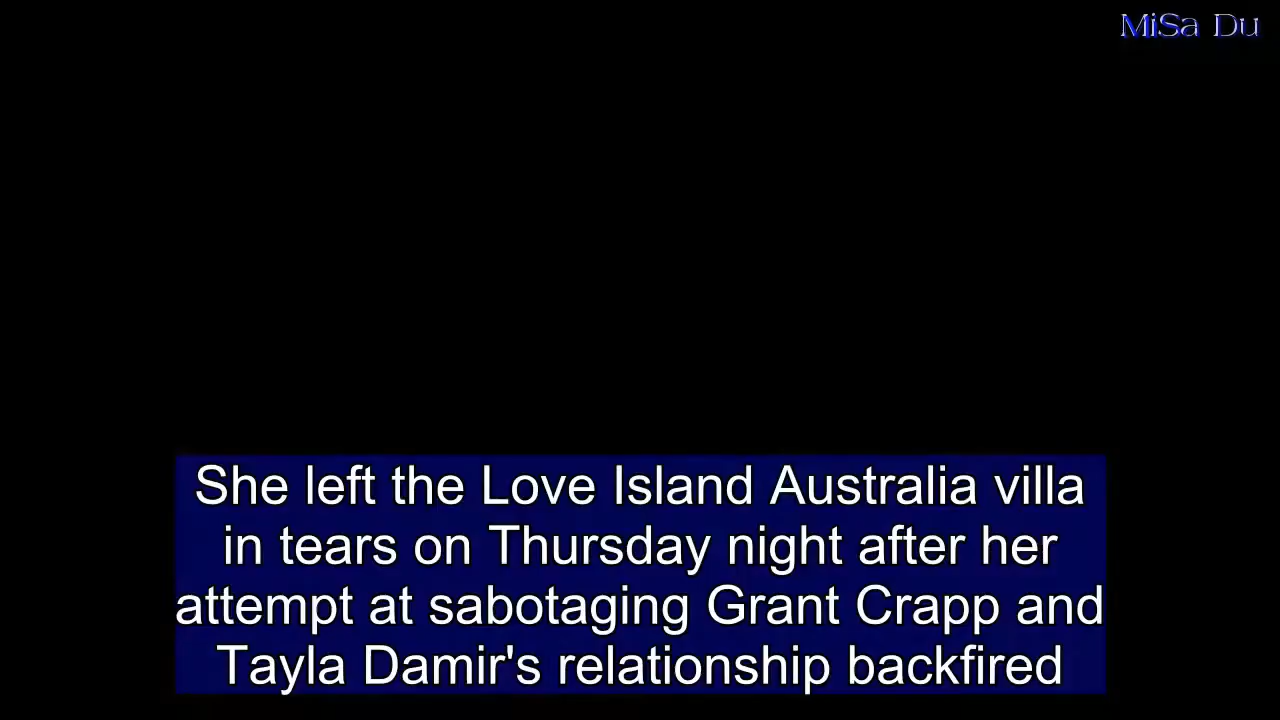 MiSa Du
She left the Love Island Australia villa
in tears on Thursday night after her
attempt at sabotaging Grant Crapp and
Tayla Damir's relationship backfired